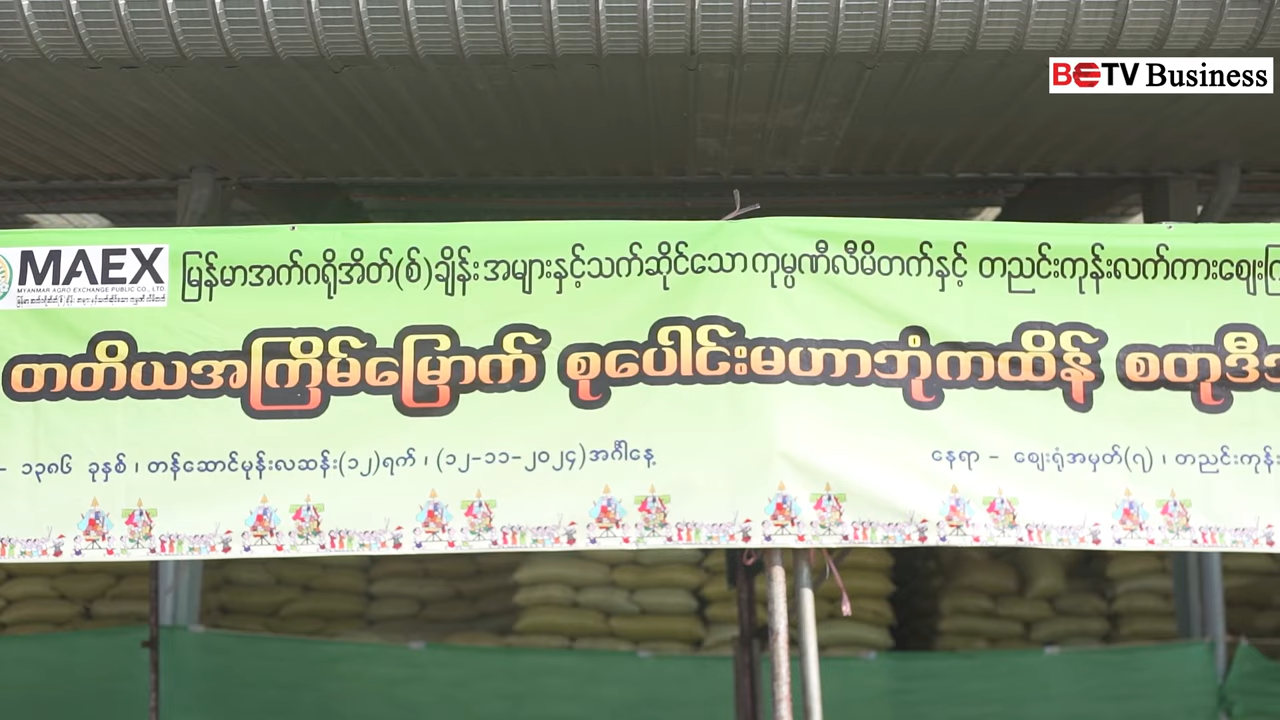 BETV Business
MAEX
MYANMAR AGRO EXCHANGE PUBLIC CO., LTD.
မြန်မာအက်ဂရိုအိတ်(စ်)ချိန်းအများနှင့်သက်ဆိုင်သောကုမ္ပဏီလီမိတက်နှင့် တညင်းကုန်းလက်ကားဈေးကြ
တတိယအကြိမ်မြောက် စုပေါင်းမဟာဘုံကထိန် စတုဒီသာ
- ၁၃၈၆ ခုနှစ် ၊ တန်ဆောင်မုန်းလဆန်း(၁၂)ရက် ၊ (၁၂-၁၁-၂၀၂၄)အင်္ဂါနေ့
နေရာ - ဈေးရုံအမှတ်(၇) ၊ တညင်းကုန်း